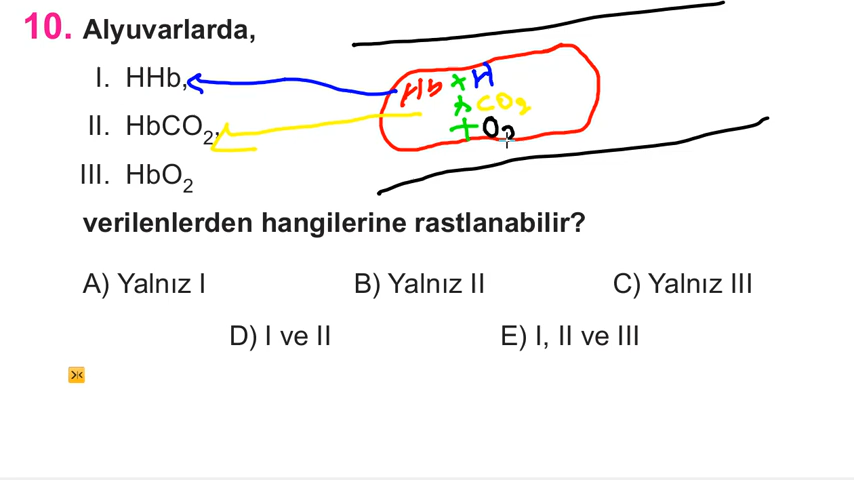 10. Alyuvarlarda,
I. HHb,
Hb + H
+ CO2
II. HbCO2,
+ O2
III. HbO2
verilenlerden hangilerine rastlanabilir?
A) Yalnız I B) Yalnız II C) Yalnız III
D) I ve II E) I, II ve III